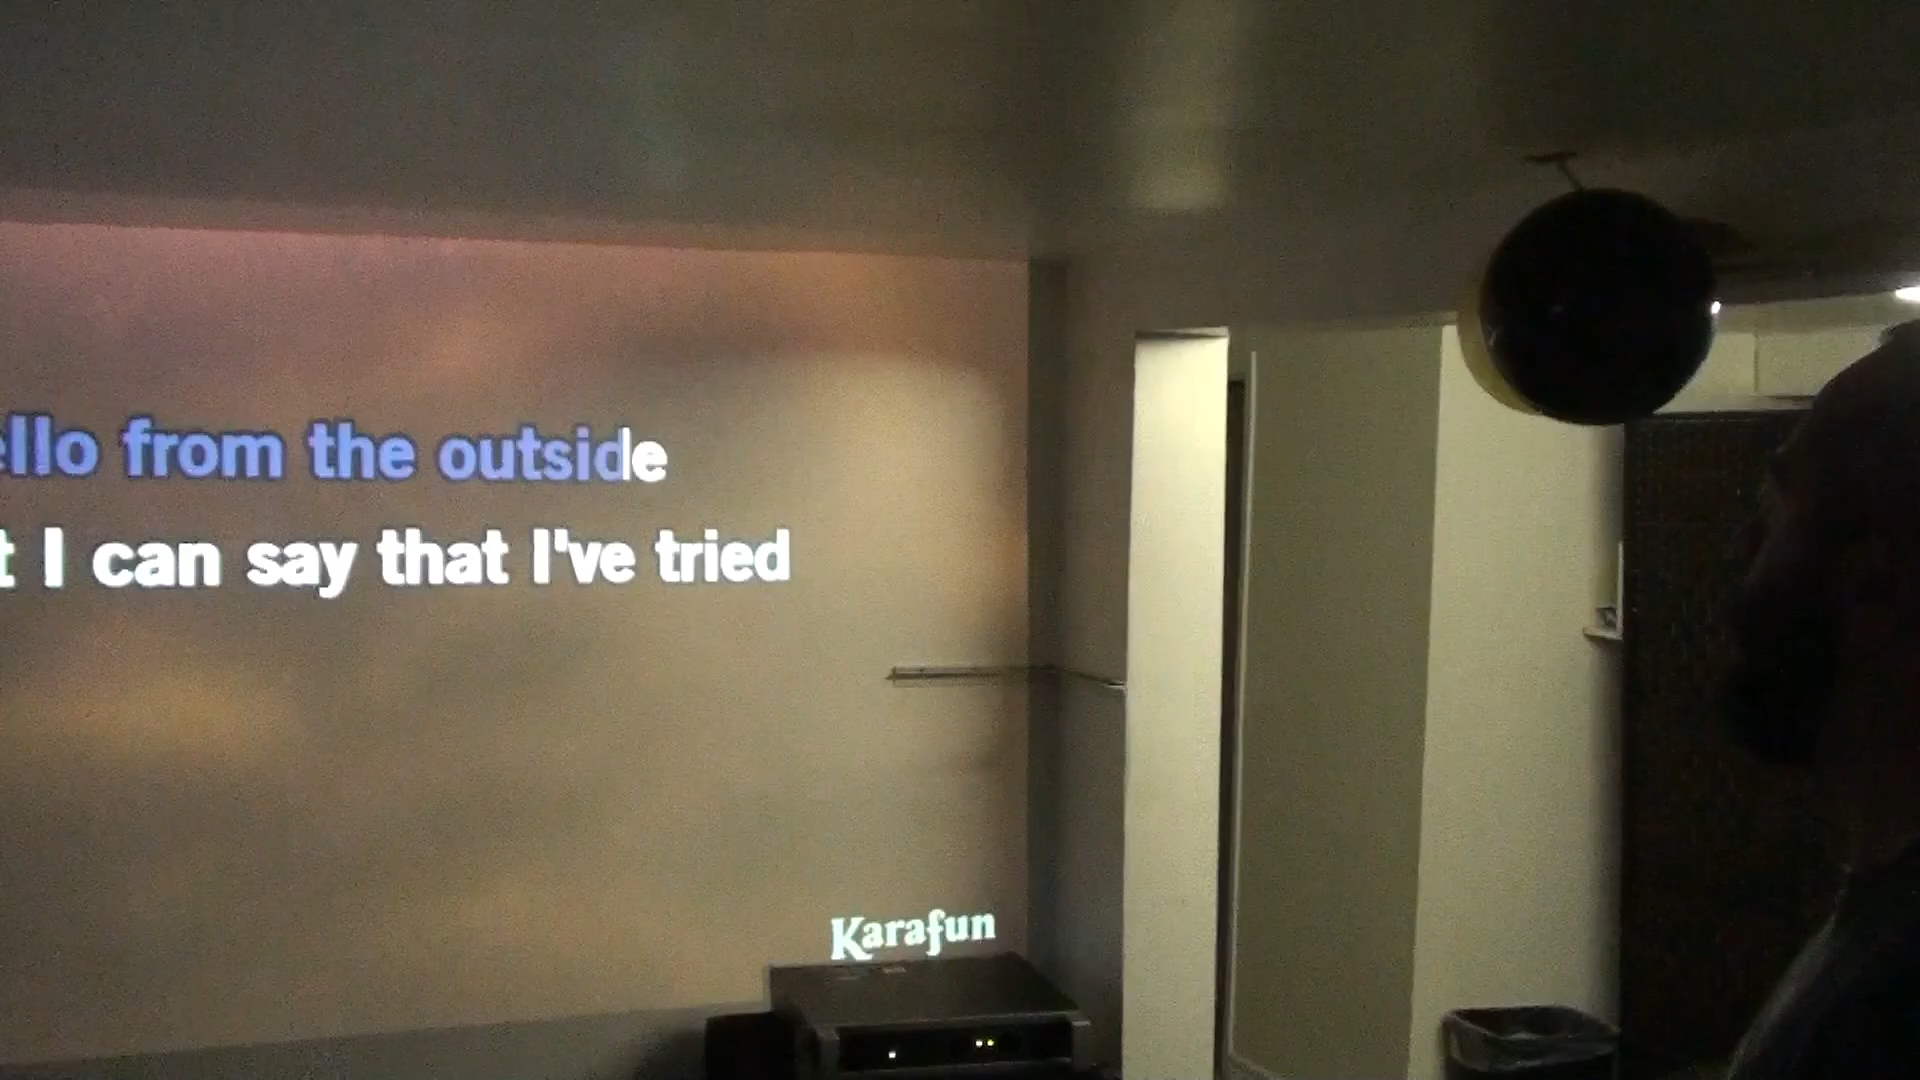 ello from the outside
t I can say that I've tried
Karafun